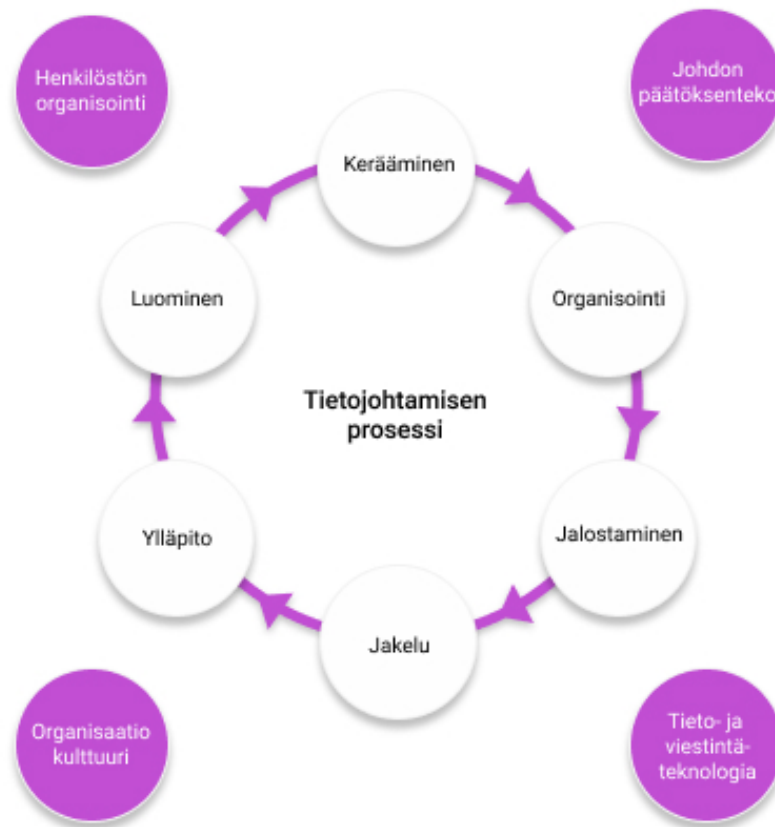 Henkilöstön
organisointi
Johdon
päätöksenteko
Kerääminen
Luominen
Organisointi
Tietojohtamisen
prosessi
Ylläpito
Jalostaminen
Jakelu
Organisaatio
kulttuuri
Tieto- ja
viestintä-
teknologia